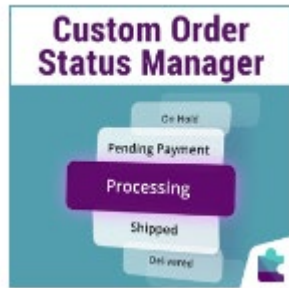 Custom Order
Status Manager
On Hold
Pending Payment
Processing
Shipped
Delivered